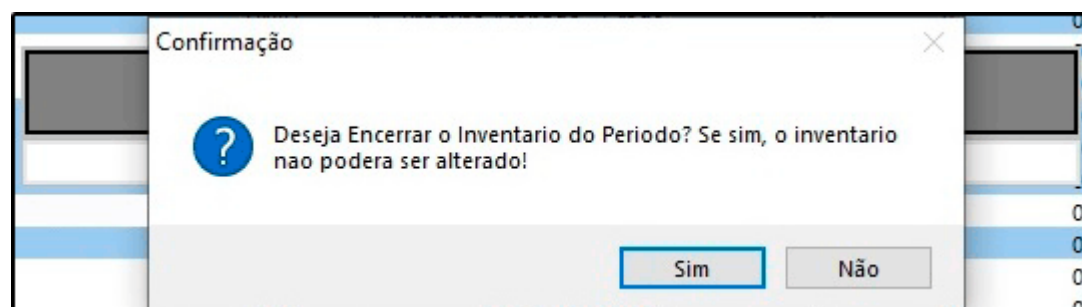 Confirmação
Deseja Encerrar o Inventario do Periodo? Se sim, o inventario
nao podera ser alterado!
Sim
Não